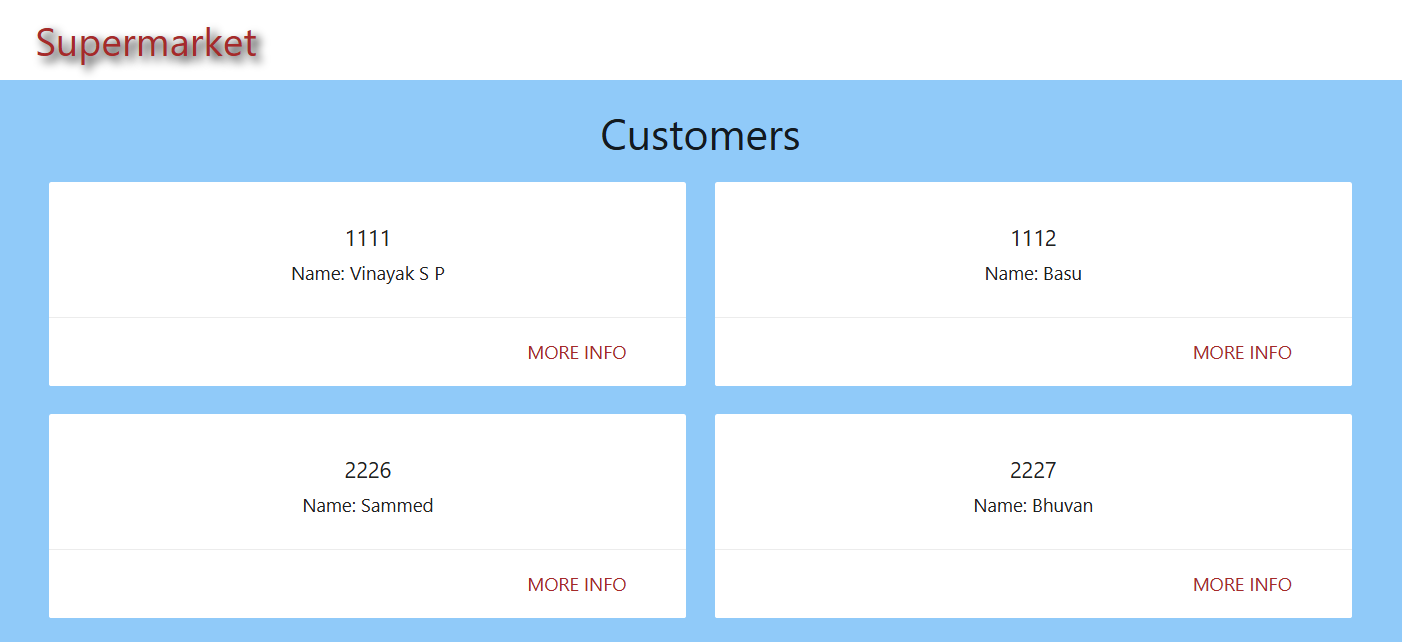 Supermarket
Customers
1111
Name: Vinayak S P
MORE INFO
1112
Name: Basu
MORE INFO
2226
Name: Sammed
MORE INFO
2227
Name: Bhuvan
MORE INFO